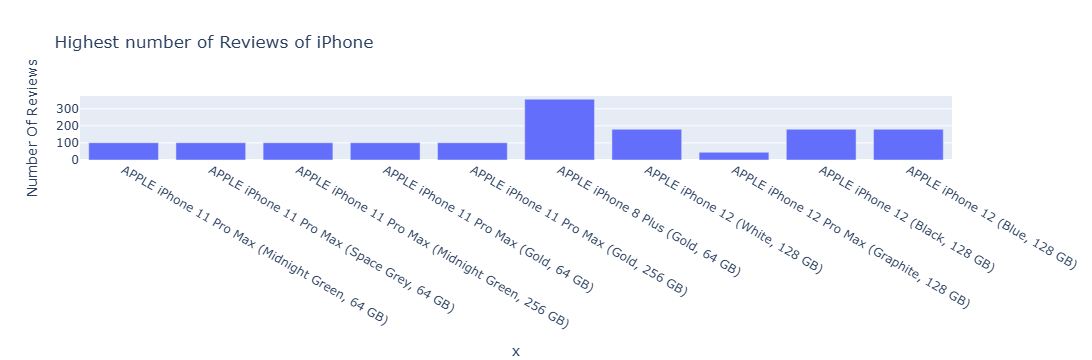 Highest number of Reviews of iPhone
Number Of Reviews
300
200
100
0
APPLE iPhone 11 Pro Max (Midnight Green, 64 GB)
APPLE iPhone 11 Pro Max (Space Grey, 64 GB)
APPLE iPhone 11 Pro Max (Midnight Green, 256 GB)
APPLE iPhone 11 Pro Max (Gold, 64 GB)
APPLE iPhone 11 Pro Max (Gold, 256 GB)
APPLE iPhone 8 Plus (Gold, 64 GB)
APPLE iPhone 12 (White, 128 GB)
APPLE iPhone 12 Pro Max (Graphite, 128 GB)
APPLE iPhone 12 (Black, 128 GB)
APPLE iPhone 12 (Blue, 128 GB)
x